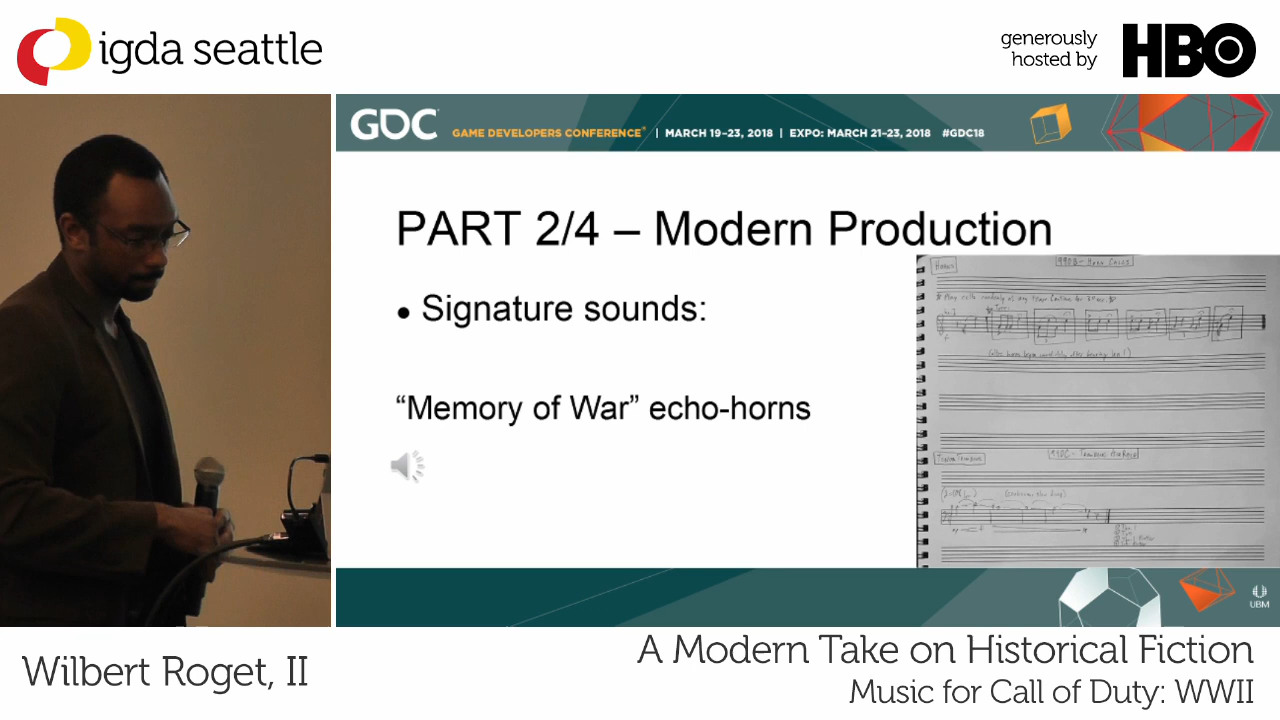 igda seattle
generously
hosted by
HBO
GDC
GAME DEVELOPERS CONFERENCE® | MARCH 19–23, 2018 | EXPO: MARCH 21–23, 2018 #GDC18
PART 2/4 – Modern Production
• Signature sounds:
“Memory of War” echo-horns
HORNS
UBM
Wilbert Roget, II
A Modern Take on Historical Fiction
Music for Call of Duty: WWII